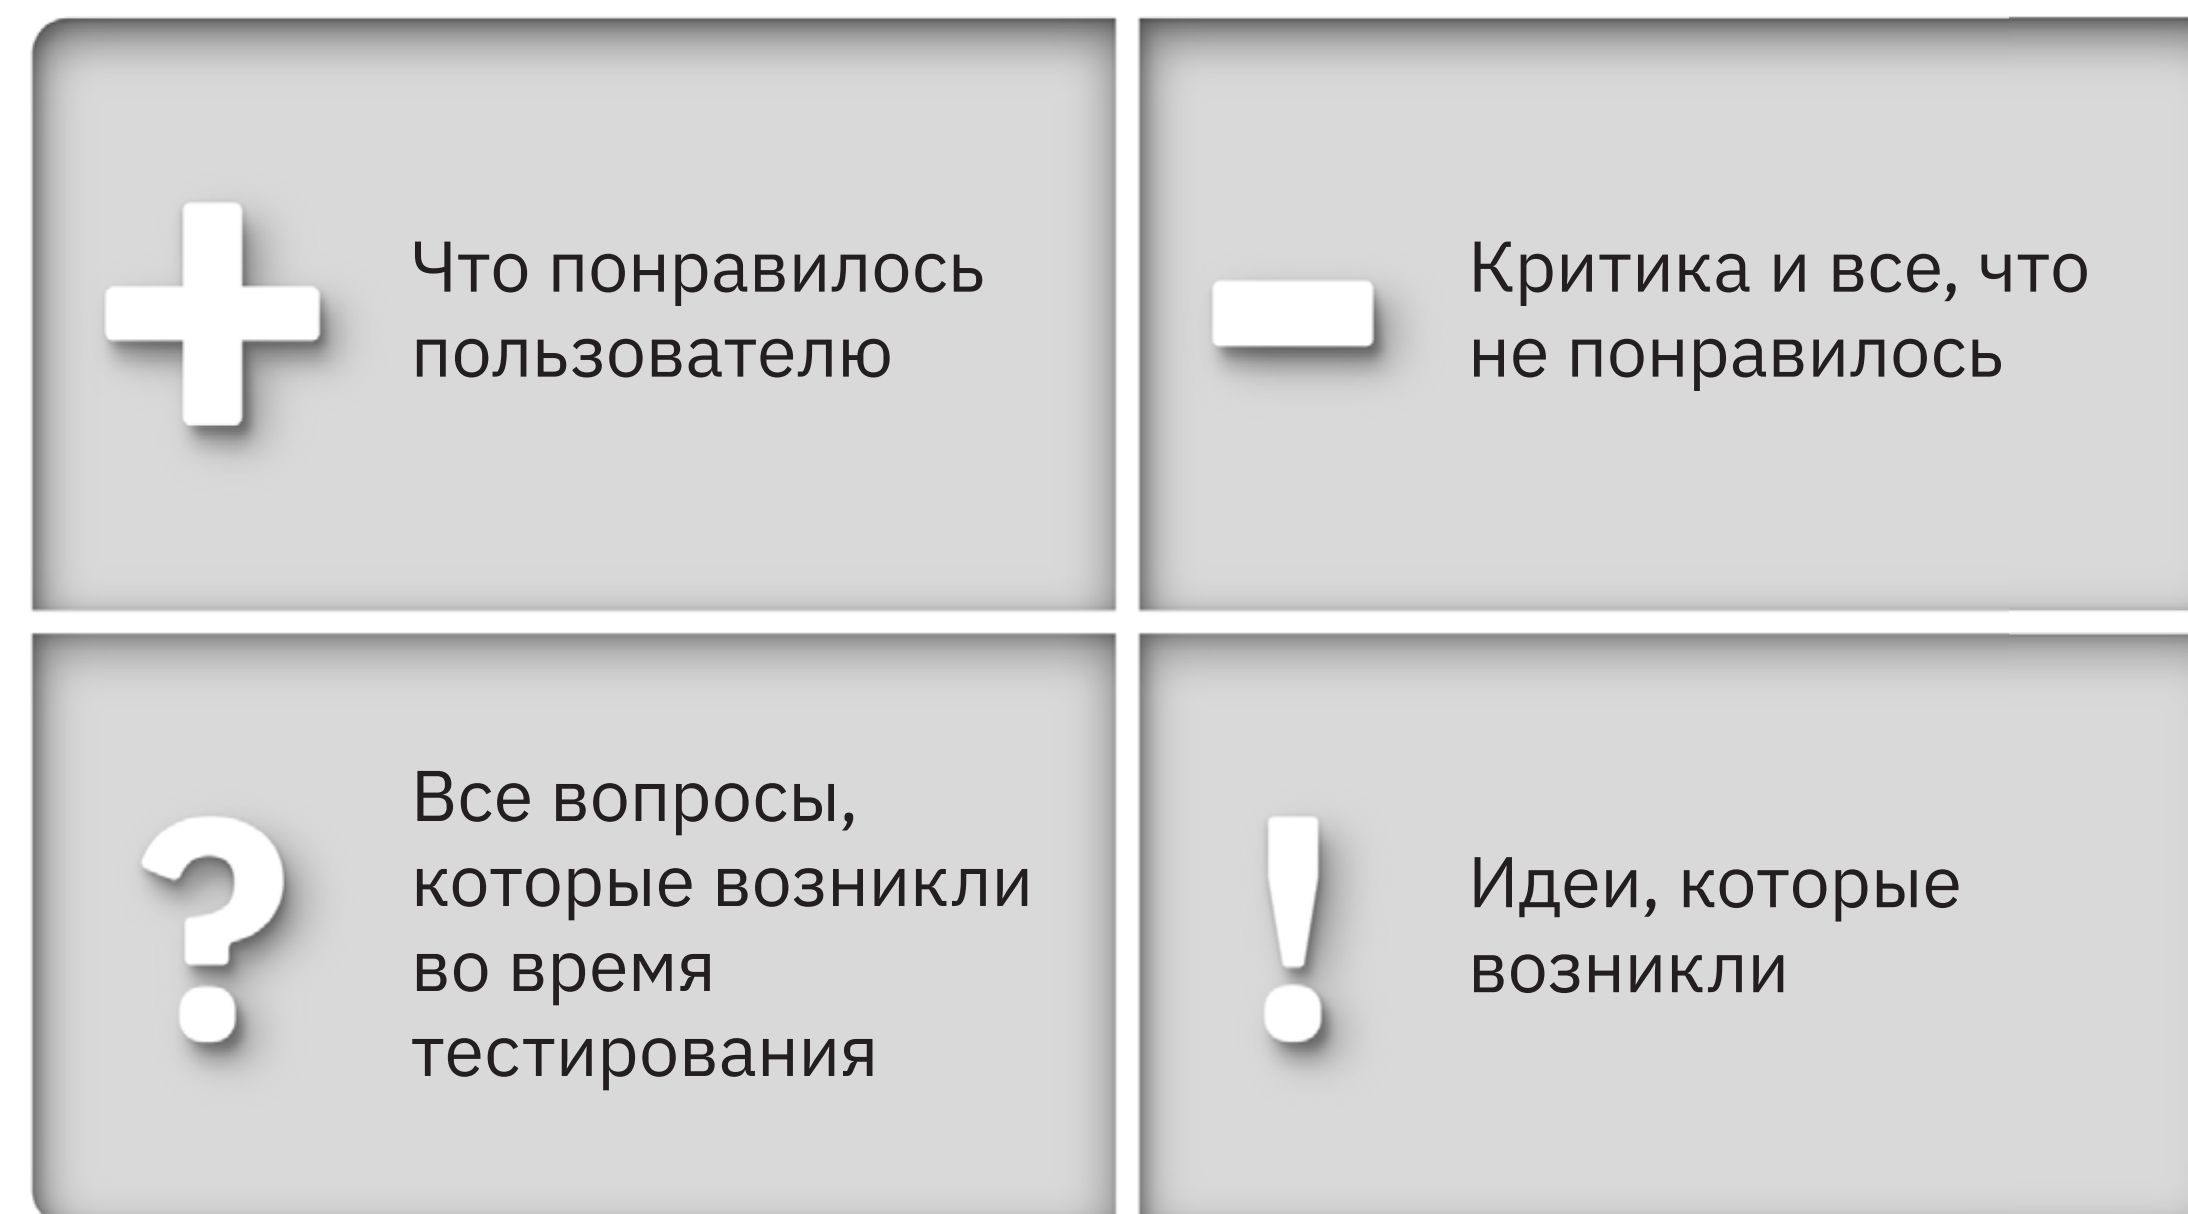 +
Что понравилось
пользователю
-
Критика и все, что
не понравилось
?
Все вопросы,
которые возникли
во время
тестирования
!
Идеи, которые
возникли